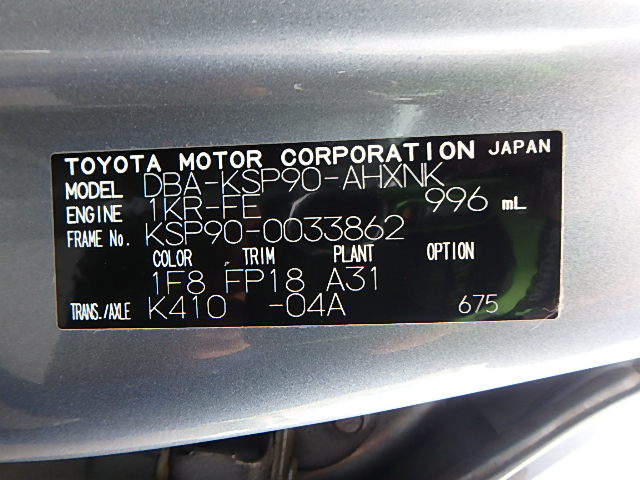 TOYOTA MOTOR CORPORATION JAPAN
MODEL DBA-KSP90-AHXNK
ENGINE 1KR-FE 996 mL
FRAME No. KSP90-0033862
COLOR TRIM PLANT OPTION
1F8 FP18 A31
TRANS./AXLE K410 -04A 675